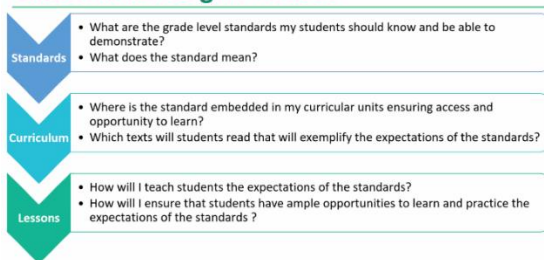 • What are the grade level standards my students should know and be able to
demonstrate?
• What does the standard mean?
Standards
• Where is the standard embedded in my curricular units ensuring access and
opportunity to learn?
• Which texts will students read that will exemplify the expectations of the standards?
Curriculum
• How will I teach students the expectations of the standards?
• How will I ensure that students have ample opportunities to learn and practice the
expectations of the standards ?
Lessons